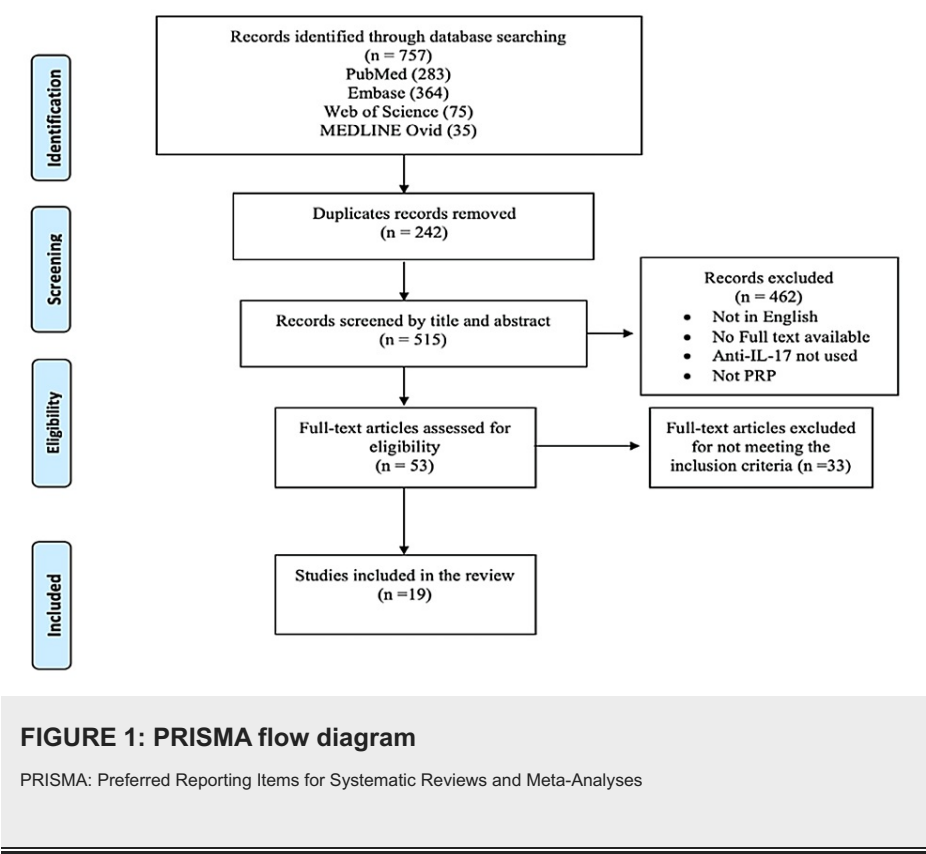 Identification
Records identified through database searching
(n = 757)
PubMed (283)
Embase (364)
Web of Science (75)
MEDLINE Ovid (35)
Screening
Duplicates records removed
(n = 242)
Records screened by title and abstract
(n = 515)
Records excluded
(n = 462)
• Not in English
• No Full text available
• Anti-IL-17 not used
• Not PRP
Eligibility
Full-text articles assessed for
eligibility
(n = 53)
Full-text articles excluded
for not meeting the
inclusion criteria (n =33)
Included
Studies included in the review
(n =19)
FIGURE 1: PRISMA flow diagram
PRISMA: Preferred Reporting Items for Systematic Reviews and Meta-Analyses